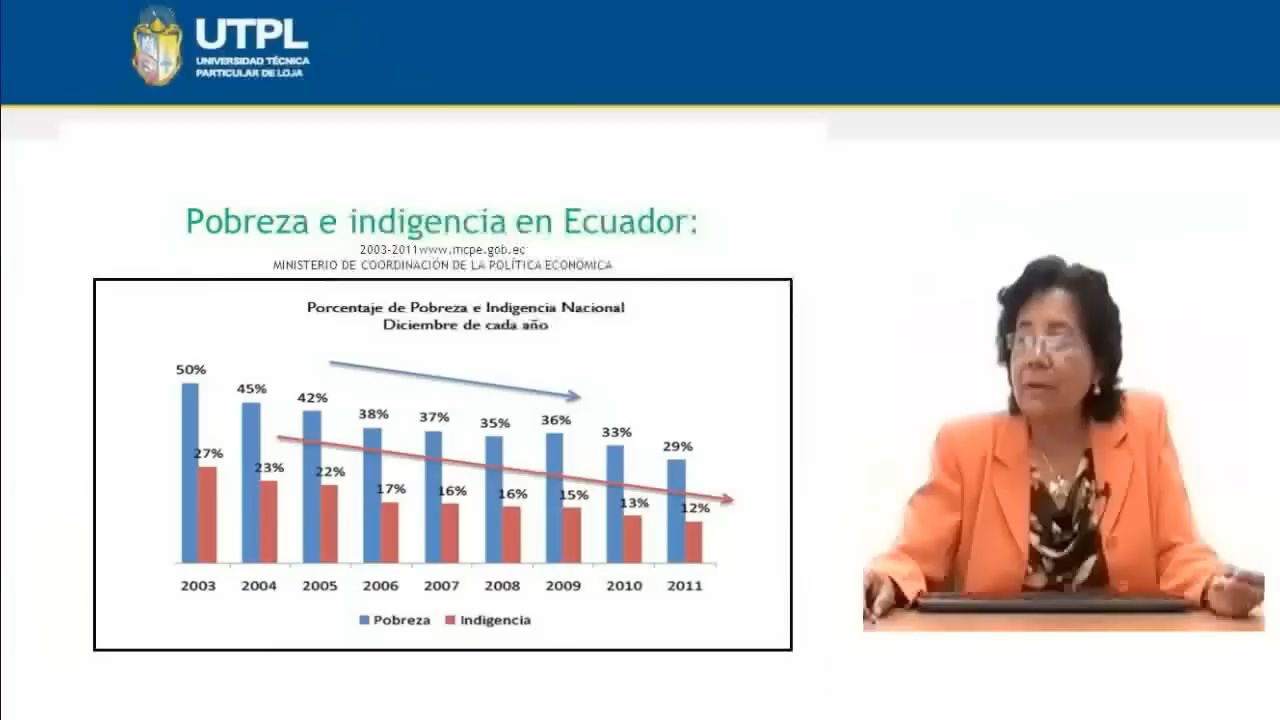 UTPL
UNIVERSIDAD TÉCNICA
PARTICULAR DE LOJA
Pobreza e indigencia en Ecuador:
2003-2011www.mcpe.gob.ec
MINISTERIO DE COORDINACIÓN DE LA POLÍTICA ECONÓMICA
Porcentaje de Pobreza e Indigencia Nacional
Diciembre de cada año
50%
45%
42%
38%
37%
35%
36%
33%
29%
27%
23%
22%
17%
16%
16%
15%
13%
12%
2003 2004 2005 2006 2007 2008 2009 2010 2011
Pobreza Indigencia